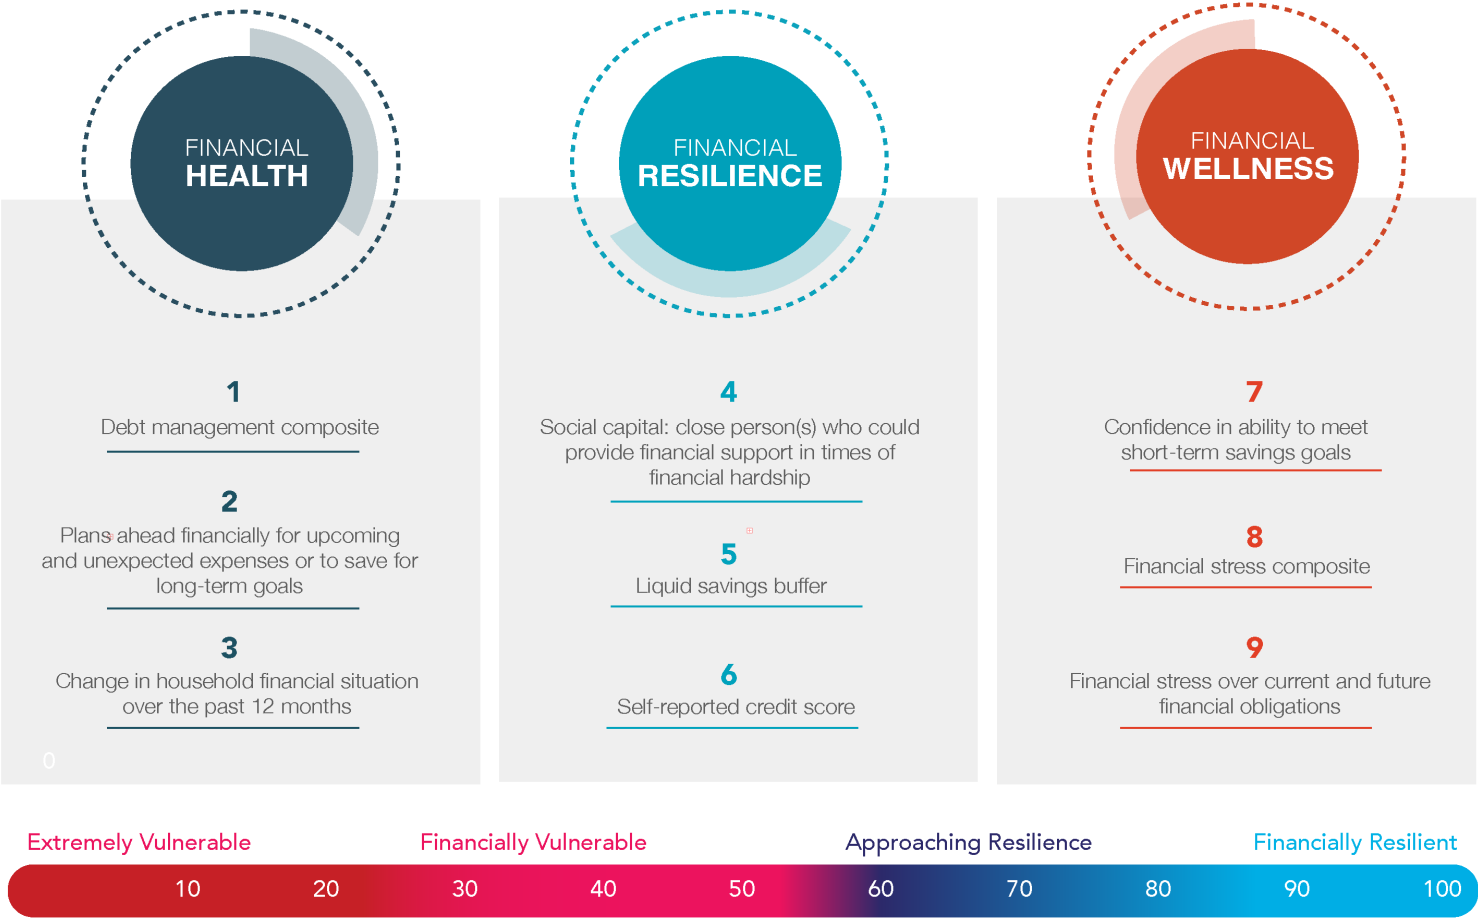 FINANCIAL
HEALTH
1
Debt management composite
2
Plans ahead financially for upcoming
and unexpected expenses or to save for
long-term goals
3
Change in household financial situation
over the past 12 months
0
FINANCIAL
RESILIENCE
4
Social capital: close person(s) who could
provide financial support in times of
financial hardship
5
Liquid savings buffer
6
Self-reported credit score
FINANCIAL
WELLNESS
7
Confidence in ability to meet
short-term savings goals
8
Financial stress composite
9
Financial stress over current and future
financial obligations
Extremely Vulnerable Financially Vulnerable Approaching Resilience Financially Resilient
10 20 30 40 50 60 70 80 90 100